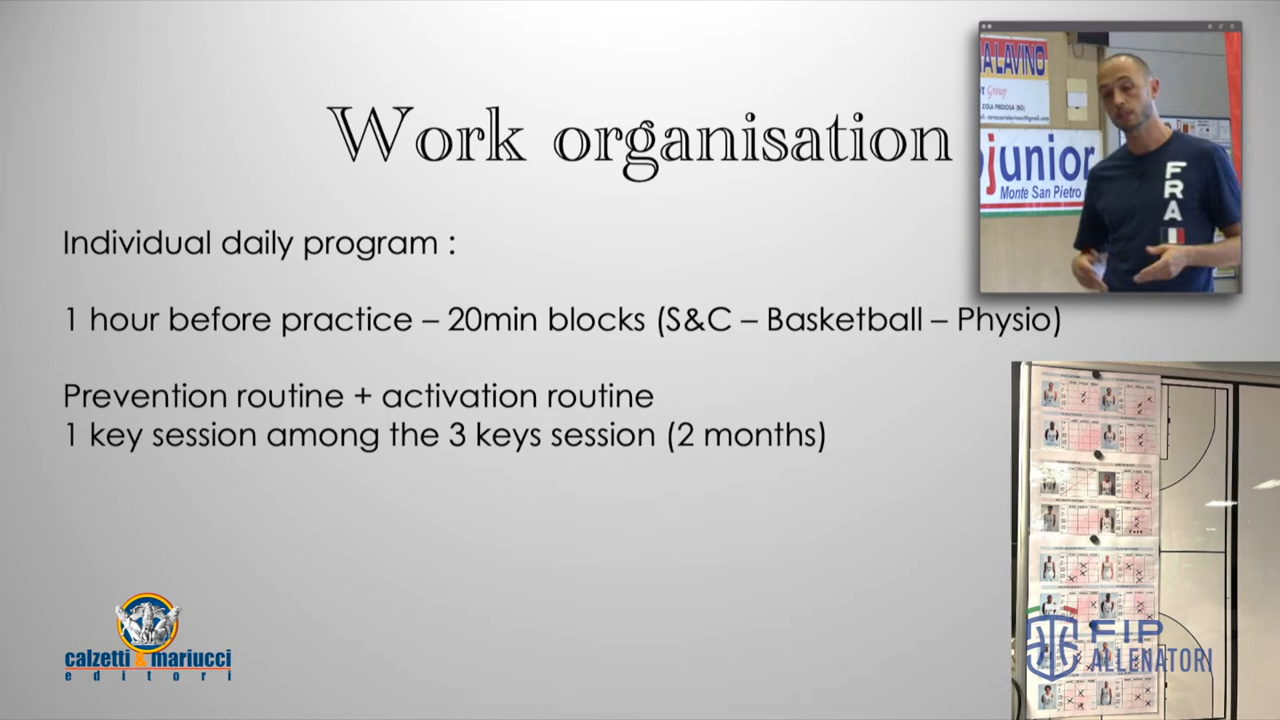 Work organisation
Individual daily program :
1 hour before practice – 20min blocks (S&C – Basketball – Physio)
Prevention routine + activation routine
1 key session among the 3 keys session (2 months)
LAVINO
Group
ZOLA PREDOSA (BO)
junior
Monte San Pietro
FRA
calzetti & mariucci
editori
FIP
ALLENATORI